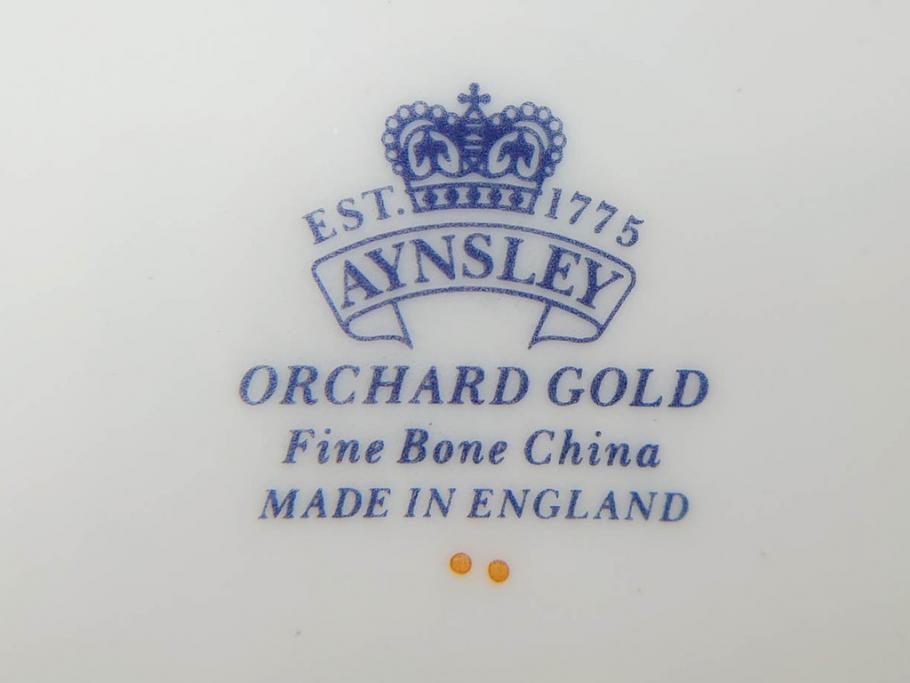 EST. 1775
AYNSLEY
ORCHARD GOLD
Fine Bone China
MADE IN ENGLAND